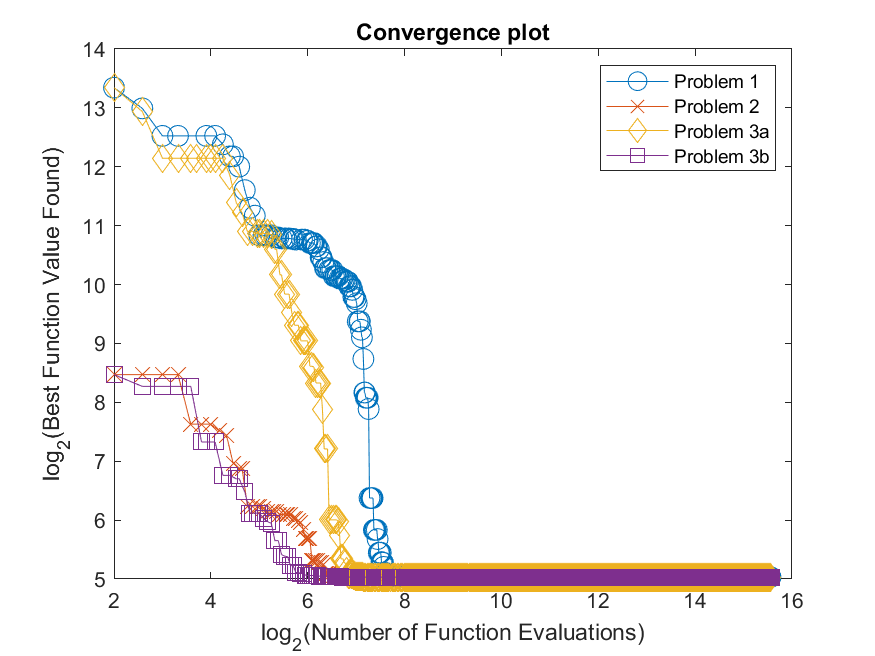 Convergence plot
14
13
12
11
10
9
8
7
6
5
log2(Best Function Value Found)
Problem 1
Problem 2
Problem 3a
Problem 3b
2 4 6 8 10 12 14 16
log2(Number of Function Evaluations)